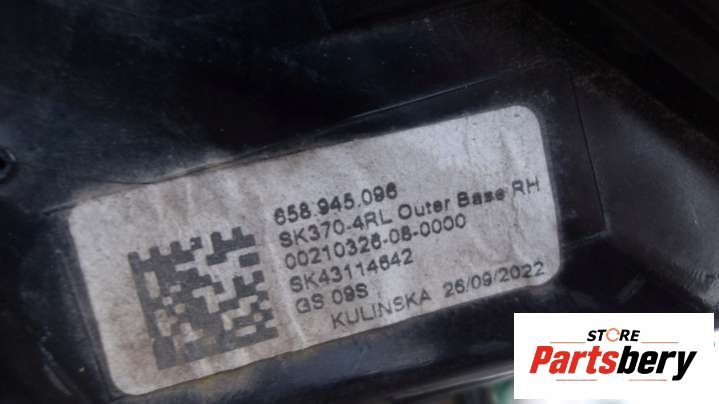 658.945.096
SK370-4RL Outer Base RH
00210326-08-0000
SK43114642
GS 09S
KULINSKA 26/09/2022
STORE
Partsbery